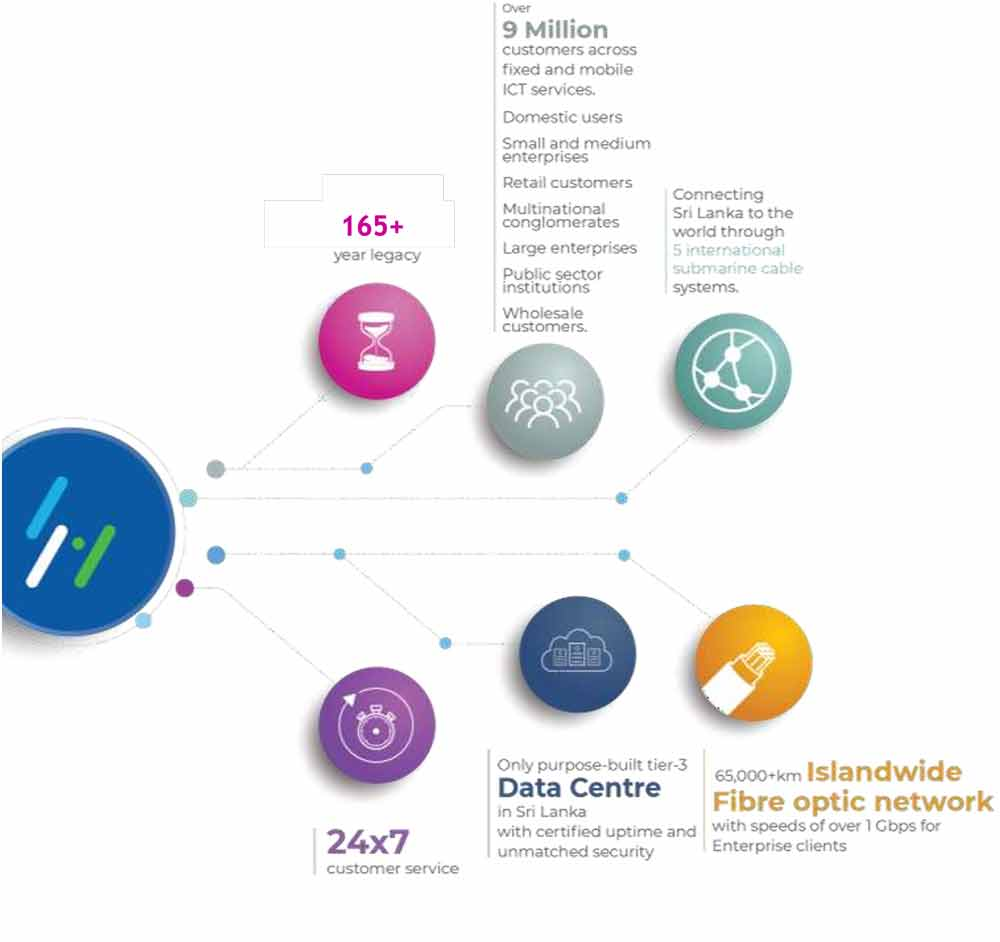 Over
9 Million
customers across
fixed and mobile
ICT services.
Domestic users
Small and medium
enterprises
Retail customers
Multinational
conglomerates
Large enterprises
Public sector
institutions
Wholesale
customers.
165+
year legacy
Connecting
Sri Lanka to the
world through
5 international
submarine cable
systems.
24x7
customer service
Only purpose-built tier-3
Data Centre
in Sri Lanka
with certified uptime and
unmatched security
65,000+km Islandwide
Fibre optic network
with speeds of over 1 Gbps for
Enterprise clients